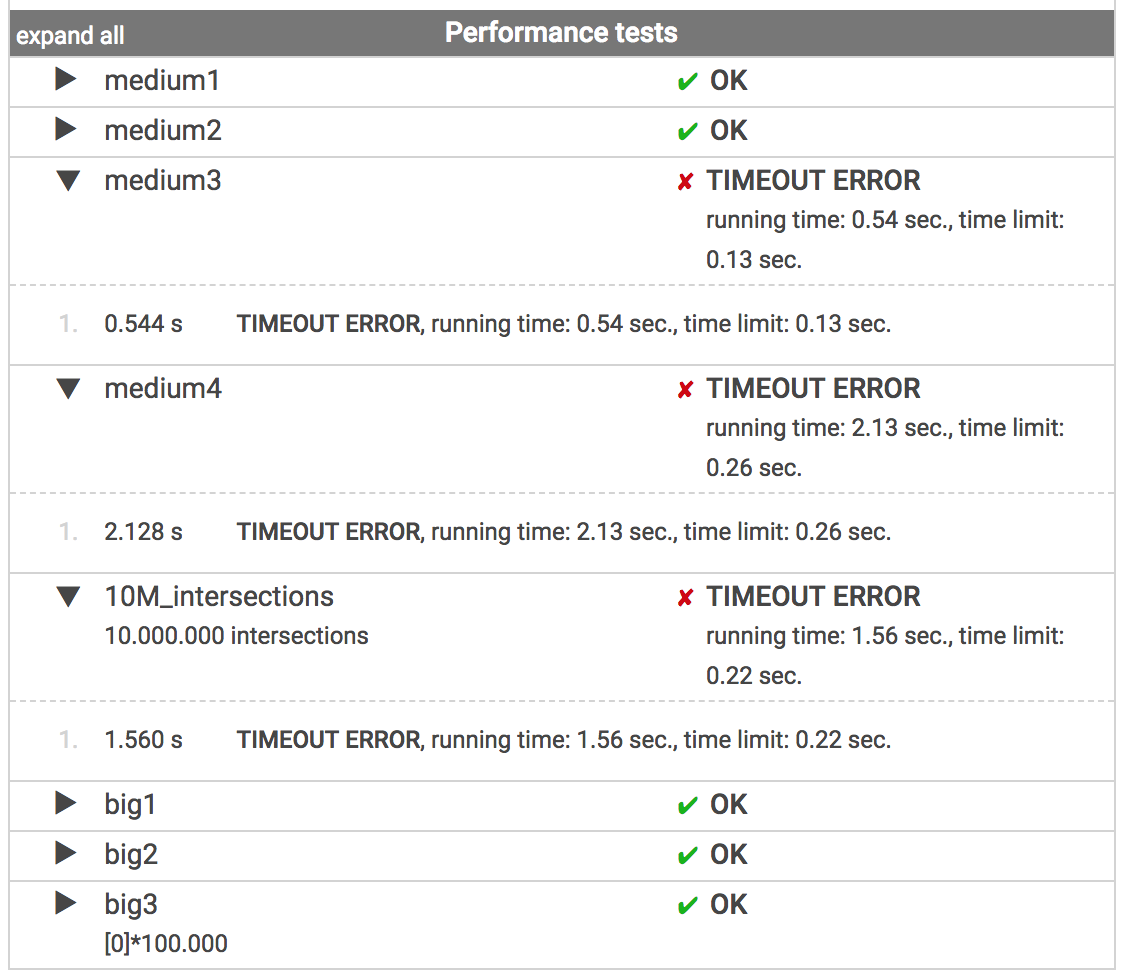 expand all Performance tests
▶ medium1 ✔ OK
▶ medium2 ✔ OK
▼ medium3 ✘ TIMEOUT ERROR
running time: 0.54 sec., time limit:
0.13 sec.
1. 0.544 s TIMEOUT ERROR, running time: 0.54 sec., time limit: 0.13 sec.
▼ medium4 ✘ TIMEOUT ERROR
running time: 2.13 sec., time limit:
0.26 sec.
1. 2.128 s TIMEOUT ERROR, running time: 2.13 sec., time limit: 0.26 sec.
▼ 10M_intersections ✘ TIMEOUT ERROR
10.000.000 intersections running time: 1.56 sec., time limit:
0.22 sec.
1. 1.560 s TIMEOUT ERROR, running time: 1.56 sec., time limit: 0.22 sec.
▶ big1 ✔ OK
▶ big2 ✔ OK
▶ big3 ✔ OK
[0]*100.000